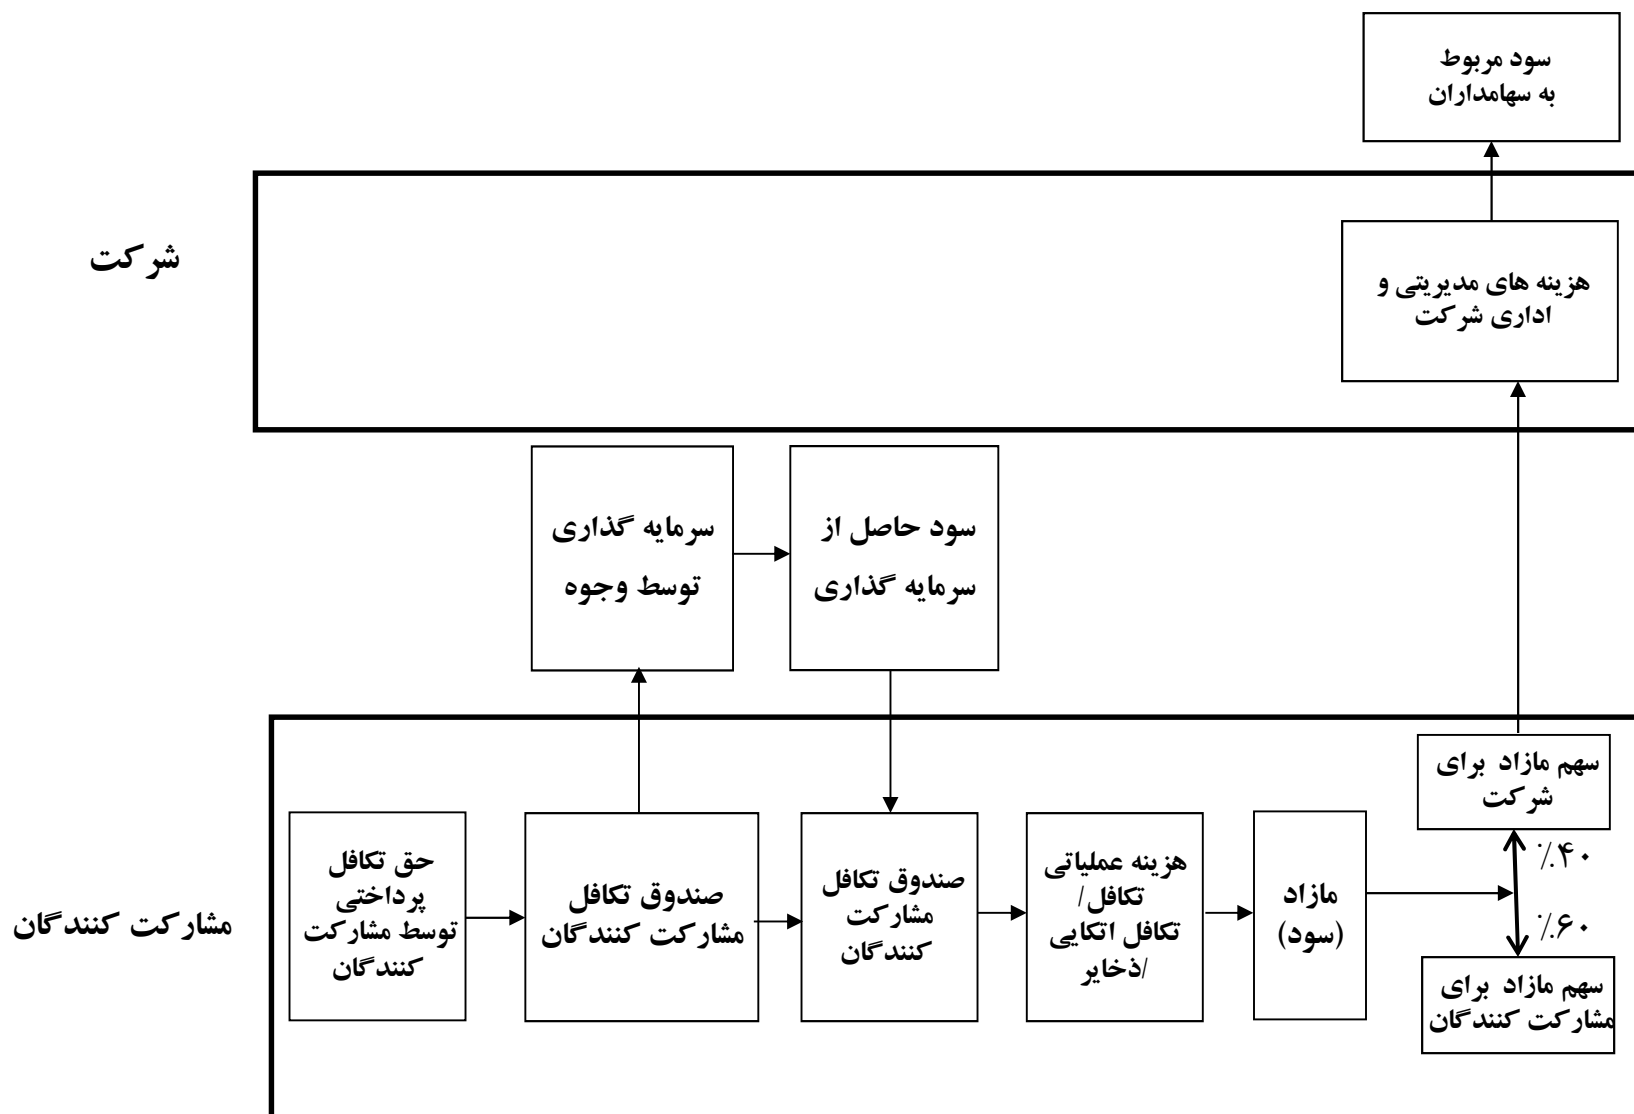 سود مربوط
به سهامداران
شرکت
هزینه های مدیریتی و
اداری شرکت
سرمایه گذاری
توسط وجوه
سود حاصل از
سرمایه گذاری
مشارکت کنندگان
حق تکافل
پرداختی
توسط مشارکت
کنندگان
صندوق تکافل
مشارکت کنندگان
صندوق تکافل
مشارکت
کنندگان
هزینه عملیاتی
تکافل/
تکافل اتکایی
/ذخایر
مازاد
(سود)
سهم مازاد برای
شرکت
٪۴۰
٪۶۰
سهم مازاد برای
مشارکت کنندگان